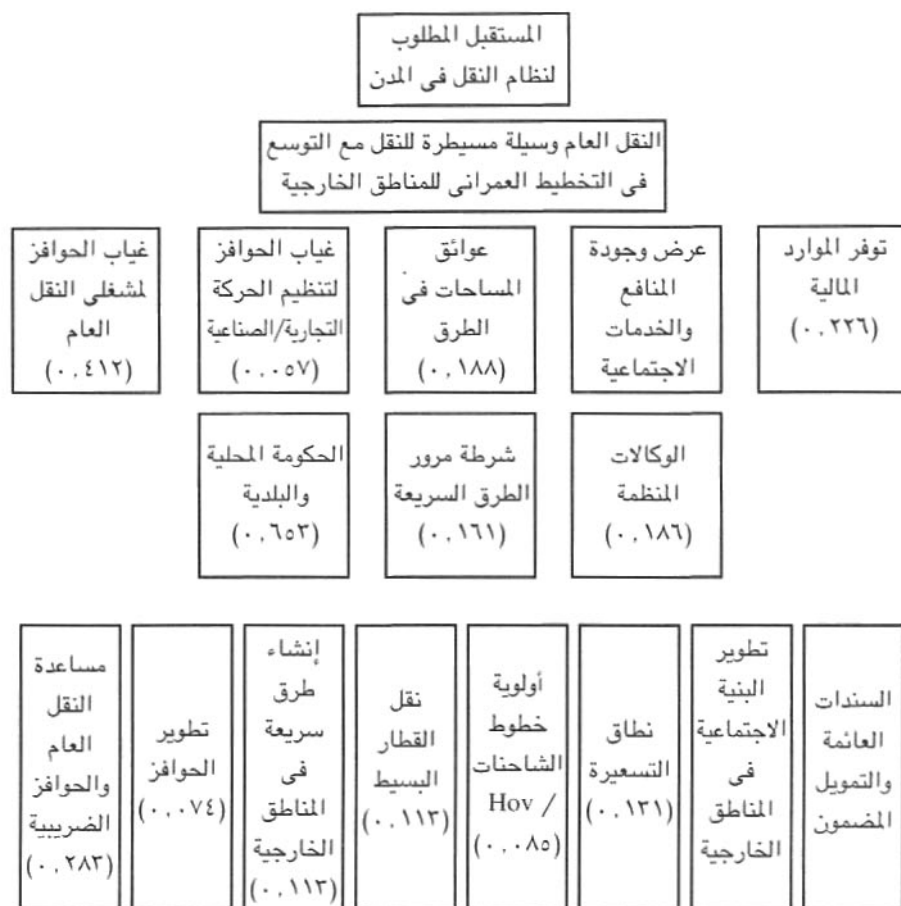 المستقبل المطلوب
لنظام النقل فى المدن
النقل العام وسيلة مسيطرة للنقل مع التوسع
فى التخطيط العمرانى للمناطق الخارجية
توفر الموارد
المالية
(٠,٢٢٦)
عرض وجودة
المنافع
والخدمات
الاجتماعية
عوائق
المساحات فى
الطرق
(٠,١٨٨)
غياب الحوافز
لتنظيم الحركة
التجارية/الصناعية
(٠,٠٥٧)
غياب الحوافز
لمشغلى النقل
العام
(٠,٤١٢)
الوكالات
المنظمة
(٠,١٨٦)
شرطة مرور
الطرق السريعة
(٠,١٦١)
الحكومة المحلية
والبلدية
(٠,٦٥٣)
السندات
العائمة
والتمويل
المضمون
تطوير
البنية
الاجتماعية
فى
المناطق
الخارجية
نطاق
التسعيرة
(٠,١٣١)
أولوية
خطوط
الشاحنات
Hov /
(٠,٠٨٥)
نقل
القطار
البسيط
(٠,١١٣)
إنشاء
طرق
سريعة
فى
المناطق
الخارجية
(٠,١١٣)
تطوير
الحوافز
(٠,٠٧٤)
مساعدة
النقل
العام
والحوافز
الضريبية
(٠,٢٨٣)